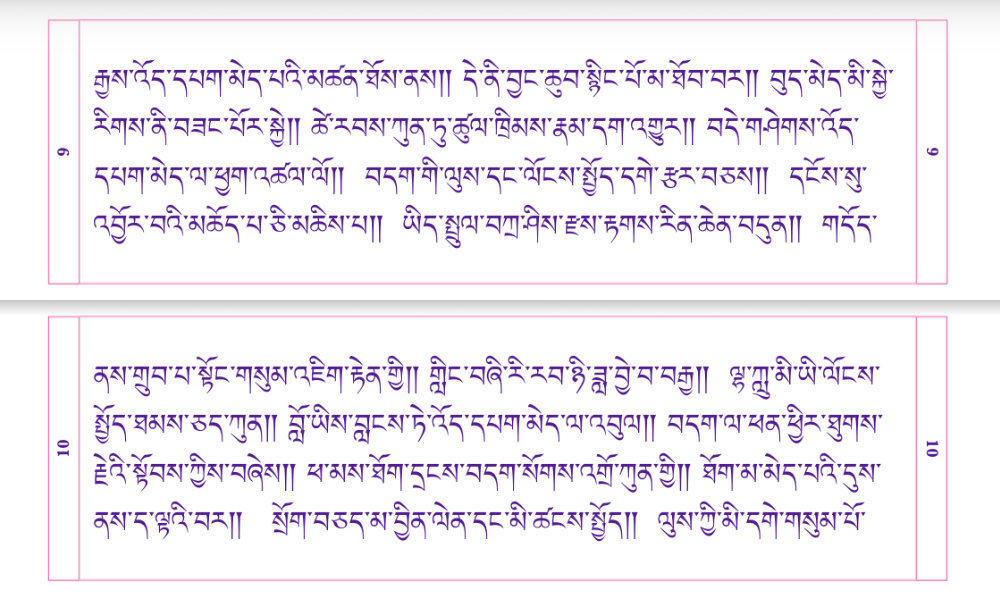 རྒྱས་འོད་དཔག་མེད་པའི་མཚན་ཐོས་ནས།། དེ་ནི་བྱང་ཆུབ་སྙིང་པོ་མ་ཐོབ་བར།། བུད་མེད་མི་སྐྱེ་
རིགས་ནི་བཟང་པོར་སྐྱེ།། ཚེ་རབས་ཀུན་ཏུ་ཚུལ་ཁྲིམས་རྣམ་དག་འགྱུར།། བདེ་གཤེགས་འོད་
9
9
དཔག་མེད་ལ་ཕྱག་འཚལ་ལོ།། བདག་གི་ལུས་དང་ལོངས་སྤྱོད་དགེ་རྩར་བཅས།། དངོས་སུ་
འབྱོར་བའི་མཆོད་པ་ཅི་མཆིས་པ།། ཡིད་སྤྲུལ་བཀྲ་ཤིས་རྫས་རྟགས་རིན་ཆེན་བདུན།། གདོད་
ནས་གྲུབ་པ་སྟོང་གསུམ་འཇིག་རྟེན་གྱི།། གླིང་བཞི་རི་རབ་ཉི་ཟླ་བྱེ་བ་བརྒྱ།། ལྷ་ཀླུ་མི་ཡི་ལོངས་
སྤྱོད་ཐམས་ཅད་ཀུན།། བློ་ཡིས་བླངས་ཏེ་འོད་དཔག་མེད་ལ་འབུལ།། བདག་ལ་ཕན་ཕྱིར་ཐུགས་
10
10
རྗེའི་སྟོབས་ཀྱིས་བཞེས།། ཕ་མས་ཐོག་དྲངས་བདག་སོགས་འགྲོ་ཀུན་གྱི།། ཐོག་མ་མེད་པའི་དུས་
ནས་ད་ལྟའི་བར།། སྲོག་བཅད་མ་བྱིན་ལེན་དང་མི་ཚངས་སྤྱོད།། ལུས་ཀྱི་མི་དགེ་གསུམ་པོ་